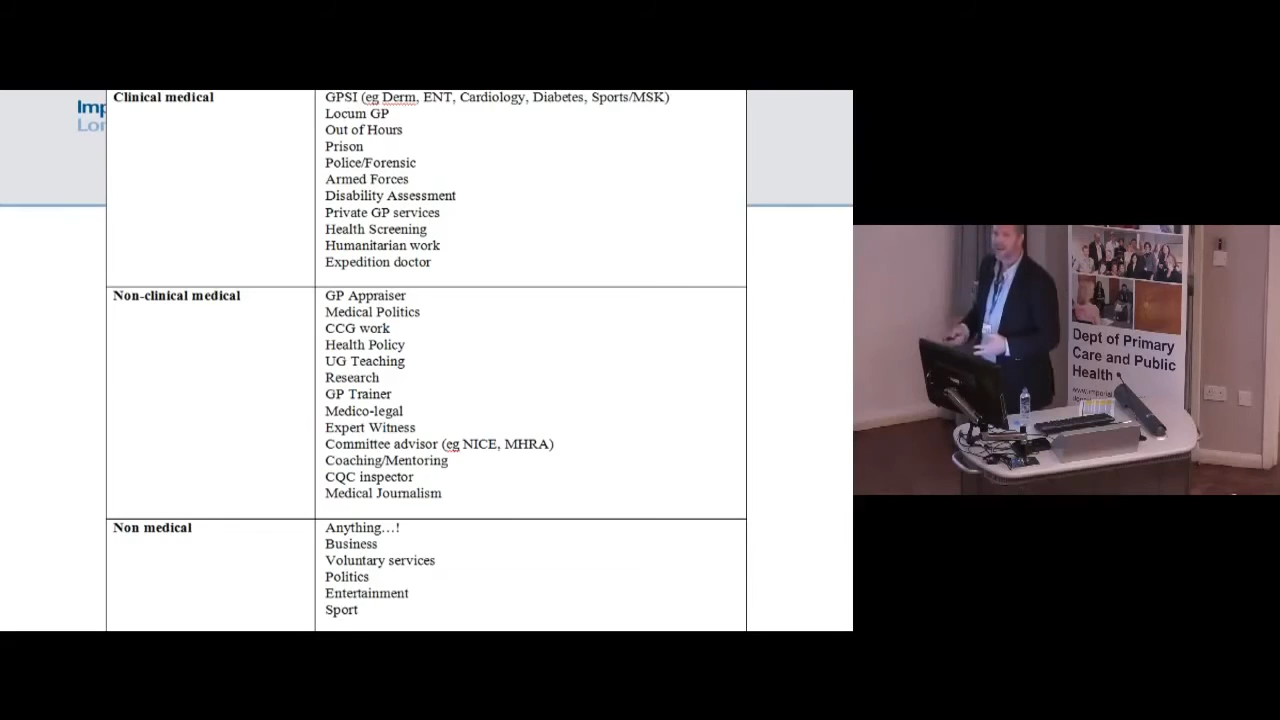 Imp
Lor
Clinical medical
GPSI (eg Derm, ENT, Cardiology, Diabetes, Sports/MSK)
Locum GP
Out of Hours
Prison
Police/Forensic
Armed Forces
Disability Assessment
Private GP services
Health Screening
Humanitarian work
Expedition doctor
Non-clinical medical
GP Appraiser
Medical Politics
CCG work
Health Policy
UG Teaching
Research
GP Trainer
Medico-legal
Expert Witness
Committee advisor (eg NICE, MHRA)
Coaching/Mentoring
CQC inspector
Medical Journalism
Non medical
Anything…!
Business
Voluntary services
Politics
Entertainment
Sport
Dept of Primary
Care and Public
Health